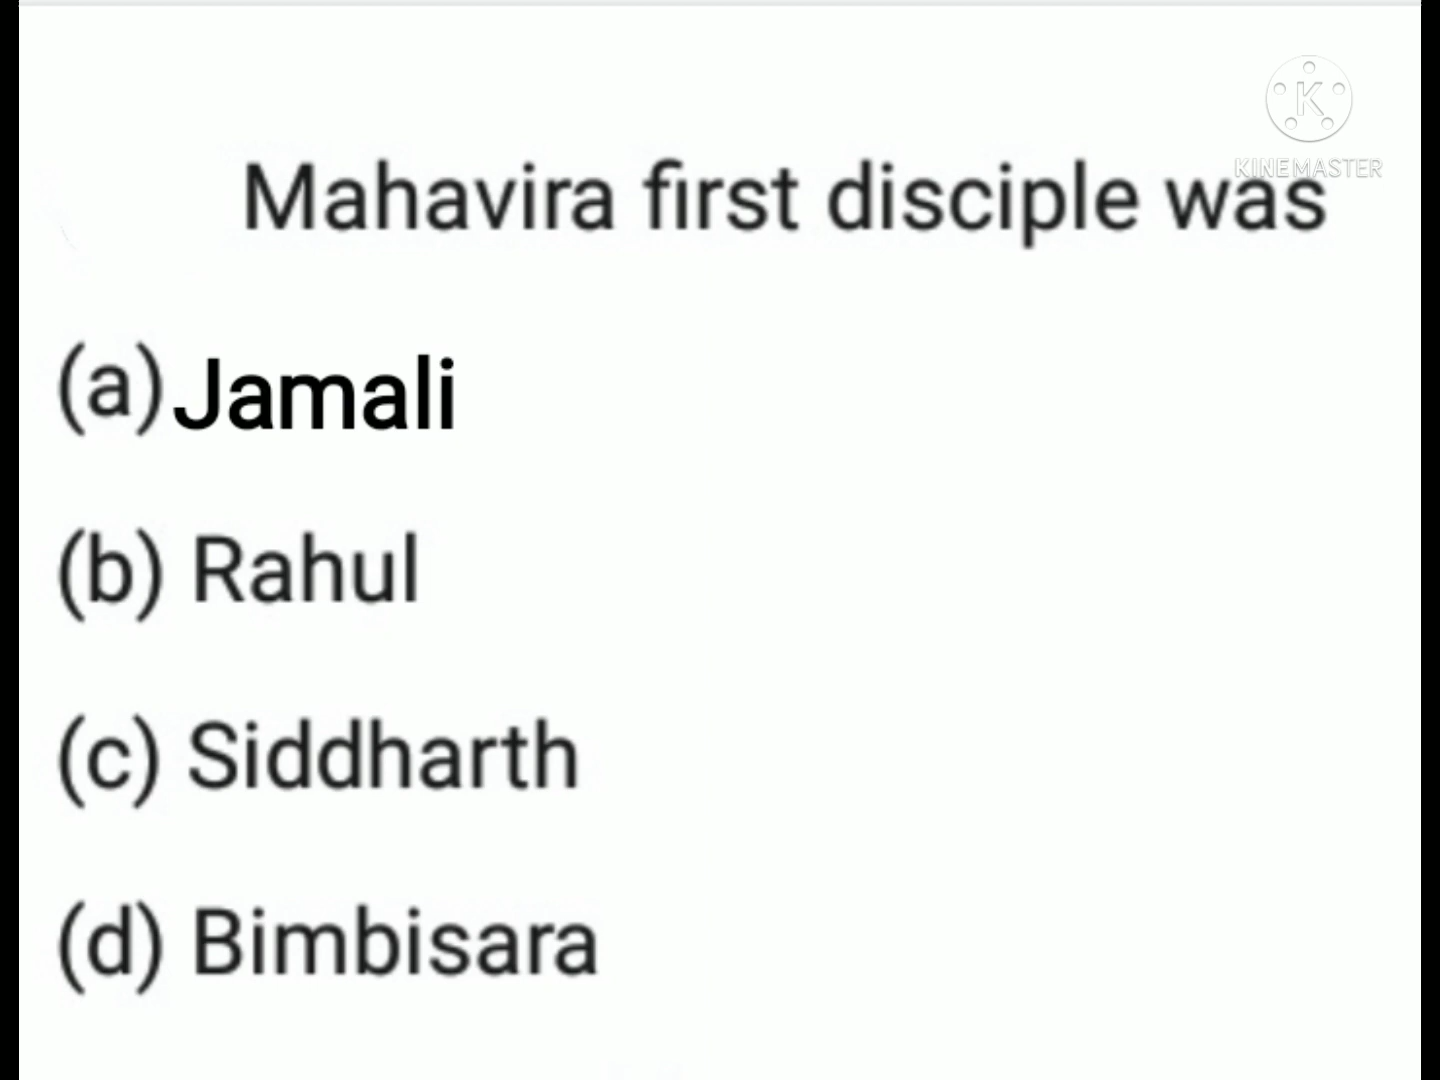 K
KINEMASTER
Mahavira first disciple was
(a) Jamali
(b) Rahul
(c) Siddharth
(d) Bimbisara